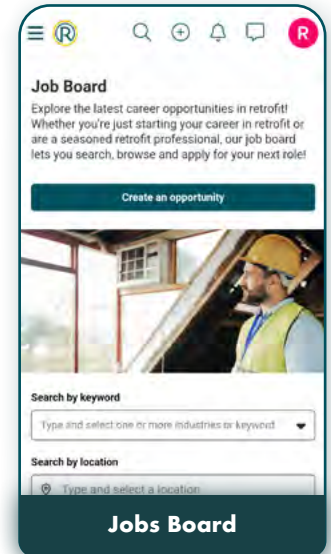 R
R
Job Board
Explore the latest career opportunities in retrofit!
Whether you're just starting your career in retrofit or
are a seasoned retrofit professional, our job board
lets you search, browse and apply for your next role!
Create an opportunity
Search by keyword
Type and select one or more industries or keyword
Search by location
Type and select a location
Jobs Board